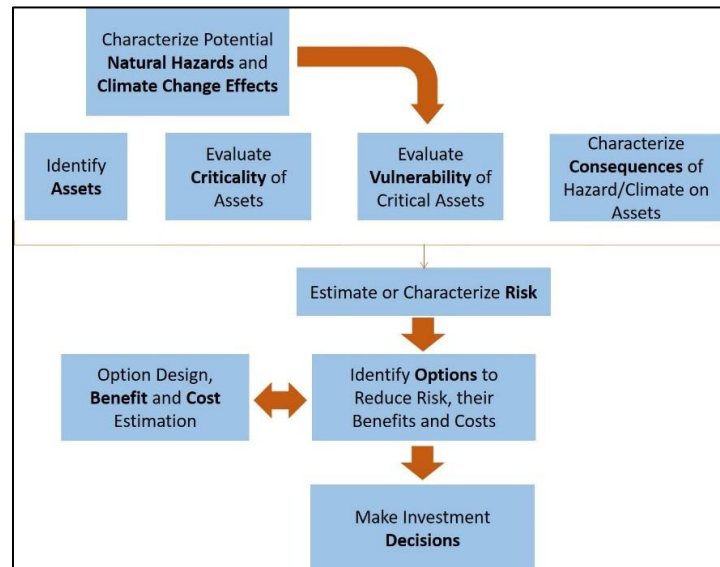 Characterize Potential
Natural Hazards and
Climate Change Effects
Identify
Assets
Evaluate
Criticality of
Assets
Evaluate
Vulnerability of
Critical Assets
Characterize
Consequences of
Hazard/Climate on
Assets
Estimate or Characterize Risk
Option Design,
Benefit and Cost
Estimation
Identify Options to
Reduce Risk, their
Benefits and Costs
Make Investment
Decisions